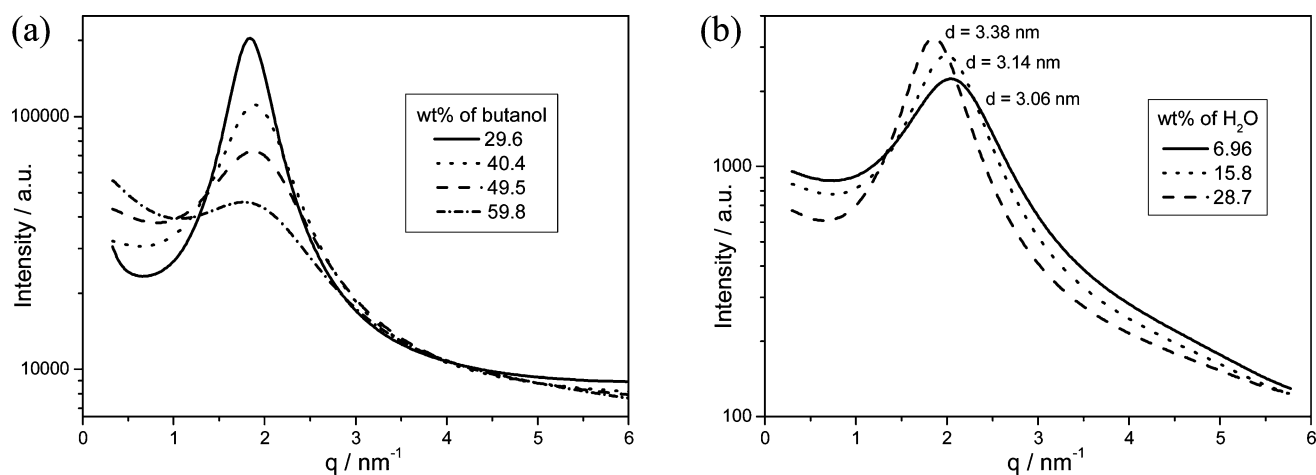 (a)
Intensity / a.u.
100000
10000
wt% of butanol
29.6
40.4
49.5
59.8
0 1 2 3 4 5 6
q / nm⁻¹
(b)
Intensity / a.u.
1000
100
d = 3.38 nm
d = 3.14 nm
d = 3.06 nm
wt% of H₂O
6.96
15.8
28.7
0 1 2 3 4 5 6
q / nm⁻¹